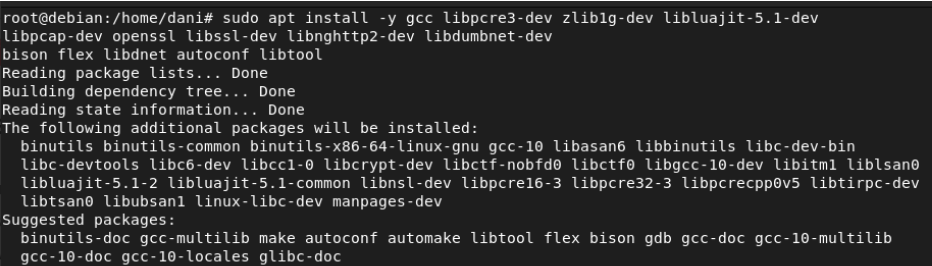 root@debian:/home/dani# sudo apt install -y gcc libpcre3-dev zlib1g-dev libluajit-5.1-dev
libpcap-dev openssl libssl-dev libnghttp2-dev libdumbnet-dev
bison flex libdnet autoconf libtool
Reading package lists... Done
Building dependency tree... Done
Reading state information... Done
The following additional packages will be installed:
  binutils binutils-common binutils-x86-64-linux-gnu gcc-10 libasan6 libbinutils libc-dev-bin
  libc-devtools libc6-dev libcc1-0 libcrypt-dev libctf-nobfd0 libctf0 libgcc-10-dev libitm1 liblsan0
  libluajit-5.1-2 libluajit-5.1-common libnsl-dev libpcre16-3 libpcre32-3 libpcrecpp0v5 libtirpc-dev
  libtsan0 libubsan1 linux-libc-dev manpages-dev
Suggested packages:
  binutils-doc gcc-multilib make autoconf automake libtool flex bison gdb gcc-doc gcc-10-multilib
  gcc-10-doc gcc-10-locales glibc-doc